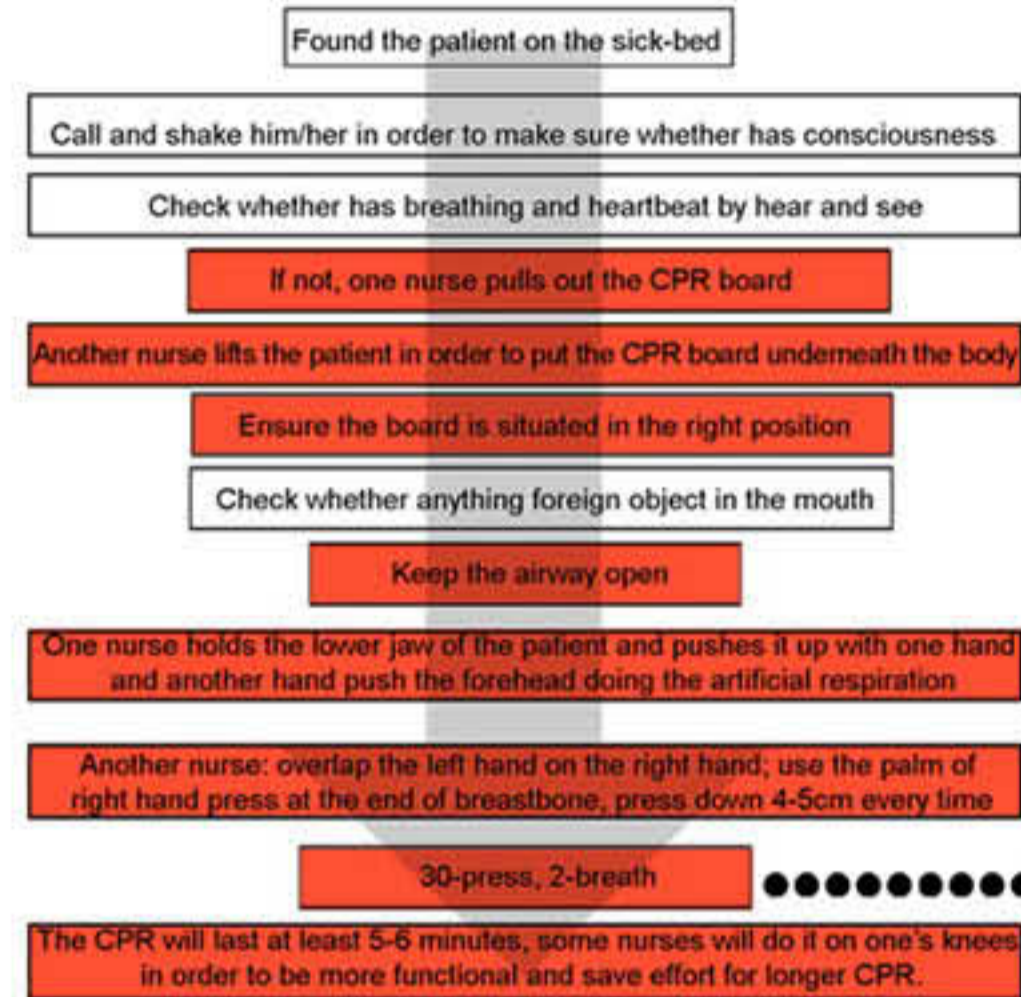 Found the patient on the sick-bed
Call and shake him/her in order to make sure whether has consciousness
Check whether has breathing and heartbeat by hear and see
If not, one nurse pulls out the CPR board
Another nurse lifts the patient in order to put the CPR board underneath the body
Ensure the board is situated in the right position
Check whether anything foreign object in the mouth
Keep the airway open
One nurse holds the lower jaw of the patient and pushes it up with one hand
and another hand push the forehead doing the artificial respiration
Another nurse: overlap the left hand on the right hand; use the palm of
right hand press at the end of breastbone, press down 4-5cm every time
30-press, 2-breath
The CPR will last at least 5-6 minutes, some nurses will do it on one's knees
in order to be more functional and save effort for longer CPR.